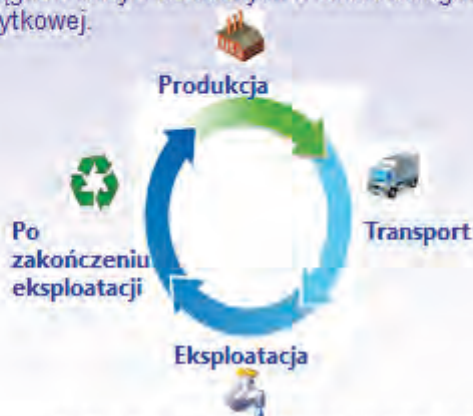 ytkowej.
Produkcja
Transport
Po
zakończeniu
eksploatacji
Eksploatacja